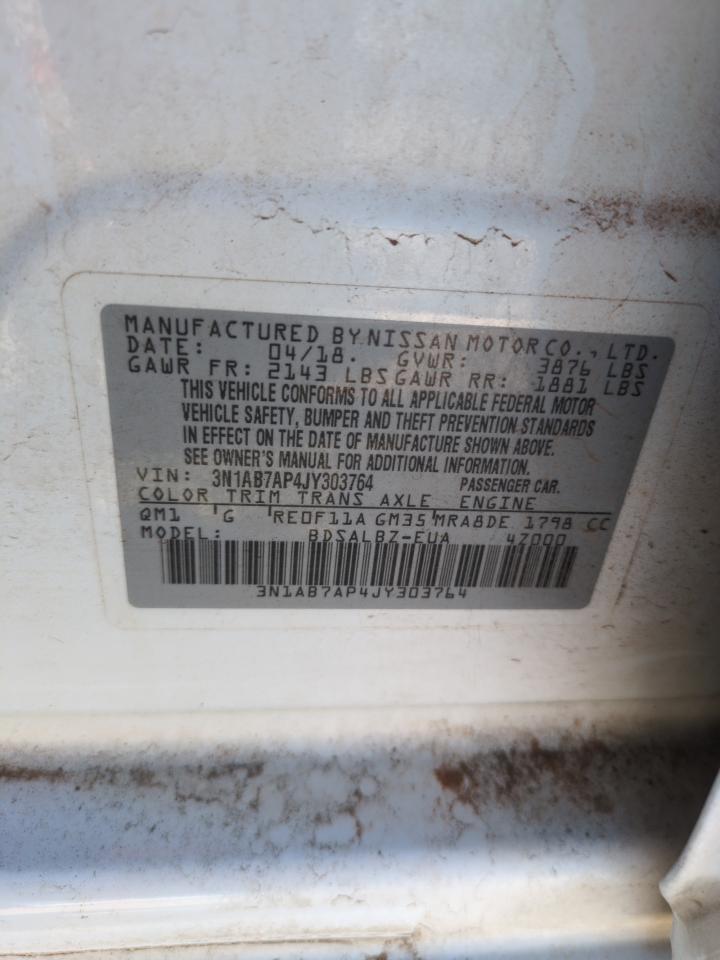 MANUFACTURED BY NISSAN MOTOR CO., LTD.
DATE: 04/18. GVWR: 3876 LBS
GAWR FR: 2143 LBS GAWR RR: 1881 LBS
THIS VEHICLE CONFORMS TO ALL APPLICABLE FEDERAL MOTOR
VEHICLE SAFETY, BUMPER AND THEFT PREVENTION STANDARDS
IN EFFECT ON THE DATE OF MANUFACTURE SHOWN ABOVE.
SEE OWNER'S MANUAL FOR ADDITIONAL INFORMATION.
VIN: 3N1AB7AP4JY303764 PASSENGER CAR.
COLOR TRIM TRANS AXLE ENGINE
QM1 G RE0F11A GM35 MRA8DE 1798 CC
MODEL: BDSALBZ-EUA 4Z000
3N1AB7AP4JY303764